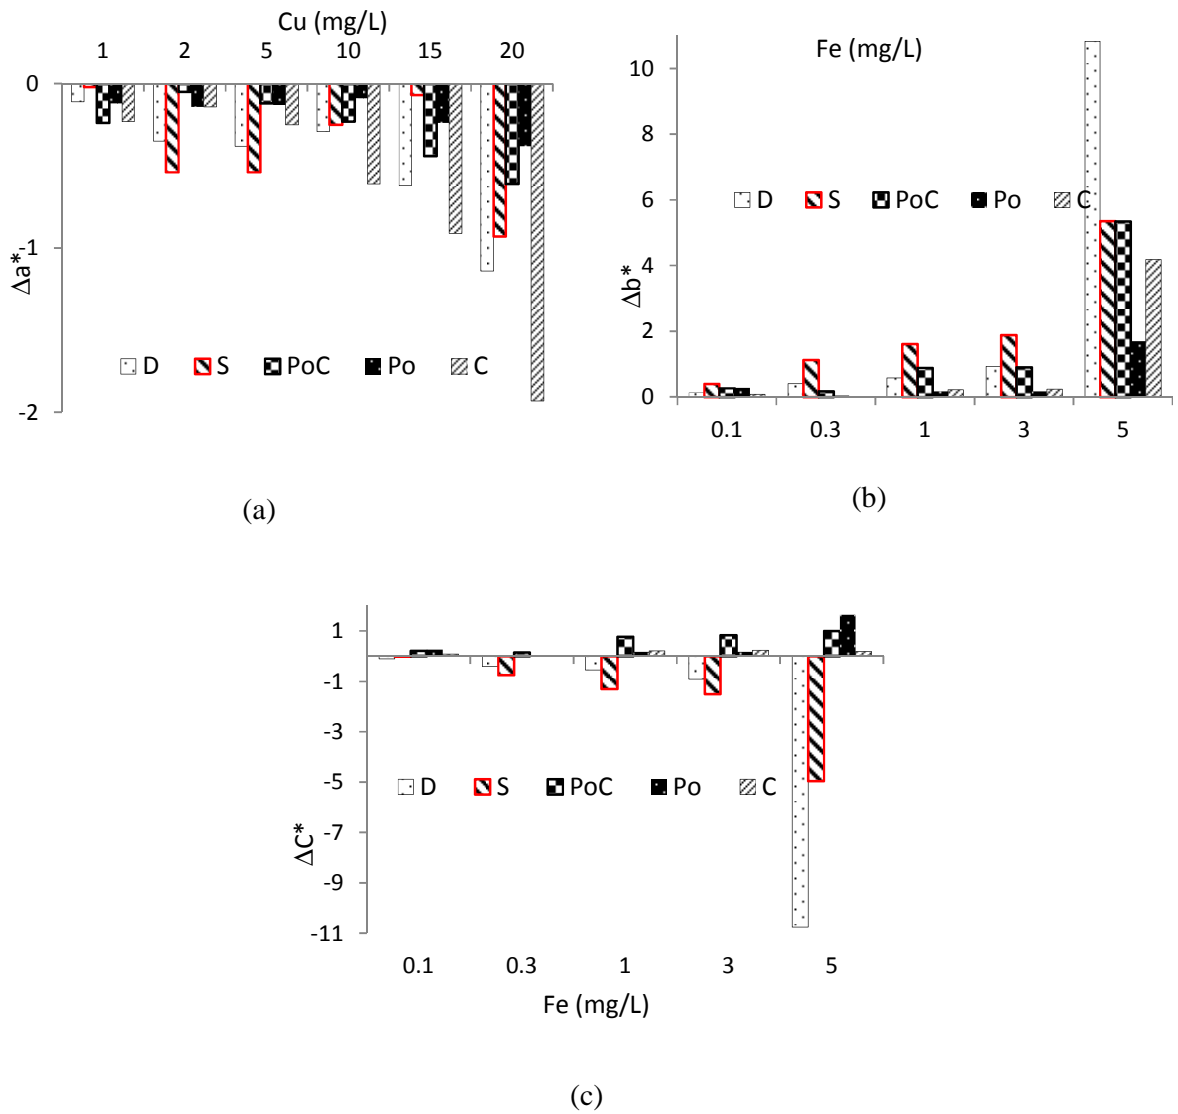 Cu (mg/L)
1 2 5 10 15 20
0
-1
-2
Δa*
D S PoC Po C
(a)
Fe (mg/L)
10
8
6
4
2
0
Δb*
D S PoC Po C
0.1 0.3 1 3 5
(b)
1
-1
-3
-5
-7
-9
-11
ΔC*
D S PoC Po C
0.1 0.3 1 3 5
Fe (mg/L)
(c)